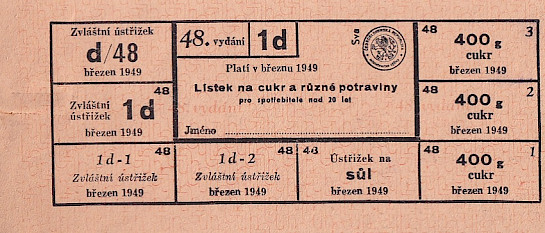 Zvláštní ústřižek
d/48
březen 1949
48. vydání
1d
Sva
Platí v březnu 1949
Lístek na cukr a různé potraviny
pro spotřebitele nad 20 let
Jméno
48
3
400 g
cukr
březen 1949
48
Zvláštní
ústřižek
1d
březen 1949
48
2
400 g
cukr
březen 1949
48
1d-1
Zvláštní ústřižek
březen 1949
48
1d-2
Zvláštní ústřižek
březen 1949
48
Ústřižek na
sůl
březen 1949
48
1
400 g
cukr
březen 1949